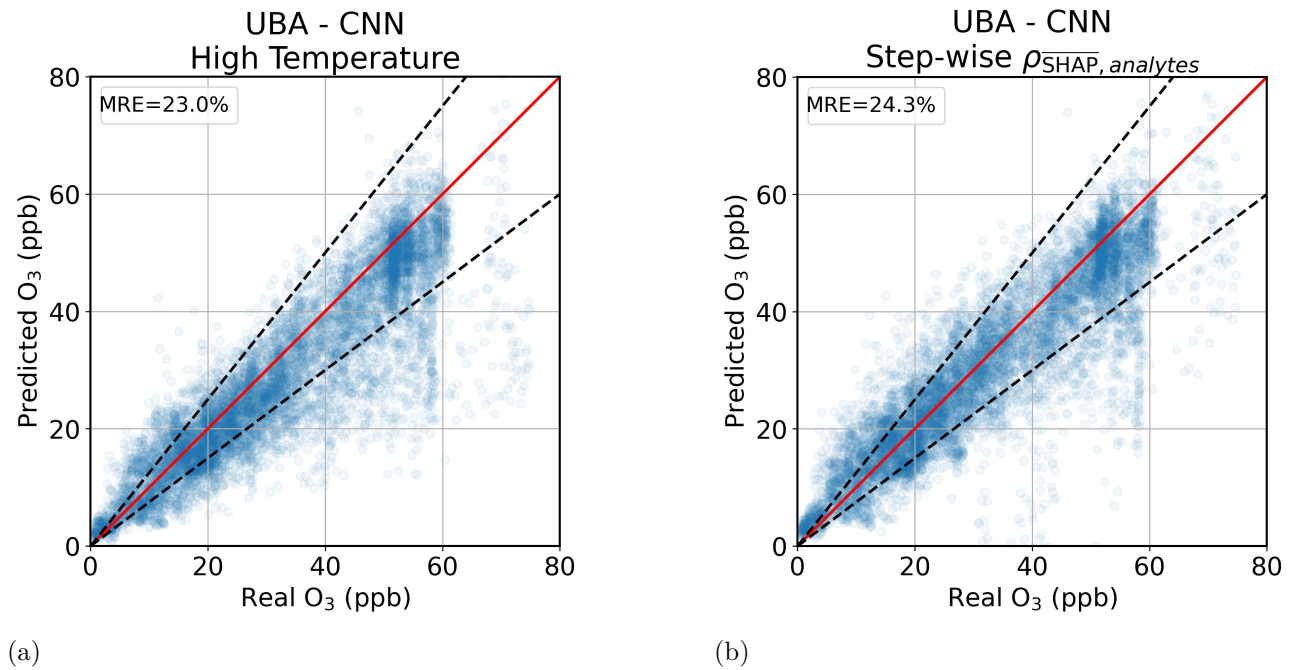 UBA - CNN
High Temperature
MRE=23.0%
Predicted O₃ (ppb)
80
60
40
20
0
0 20 40 60 80
Real O₃ (ppb)
(a)
UBA - CNN
Step-wise ρ_SHAP̅, analytes
MRE=24.3%
Predicted O₃ (ppb)
80
60
40
20
0
0 20 40 60 80
Real O₃ (ppb)
(b)